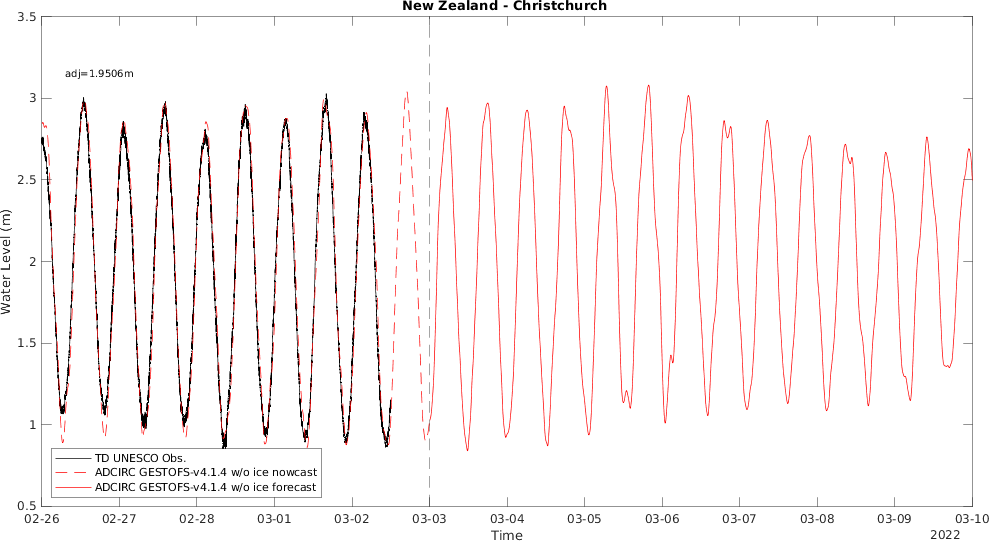 New Zealand - Christchurch
3.5
3
2.5
2
1.5
1
0.5
Water Level (m)
adj=1.9506m
TD UNESCO Obs.
ADCIRC GESTOFS-v4.1.4 w/o ice nowcast
ADCIRC GESTOFS-v4.1.4 w/o ice forecast
02-26 02-27 02-28 03-01 03-02 03-03 03-04 03-05 03-06 03-07 03-08 03-09 03-10
Time
2022